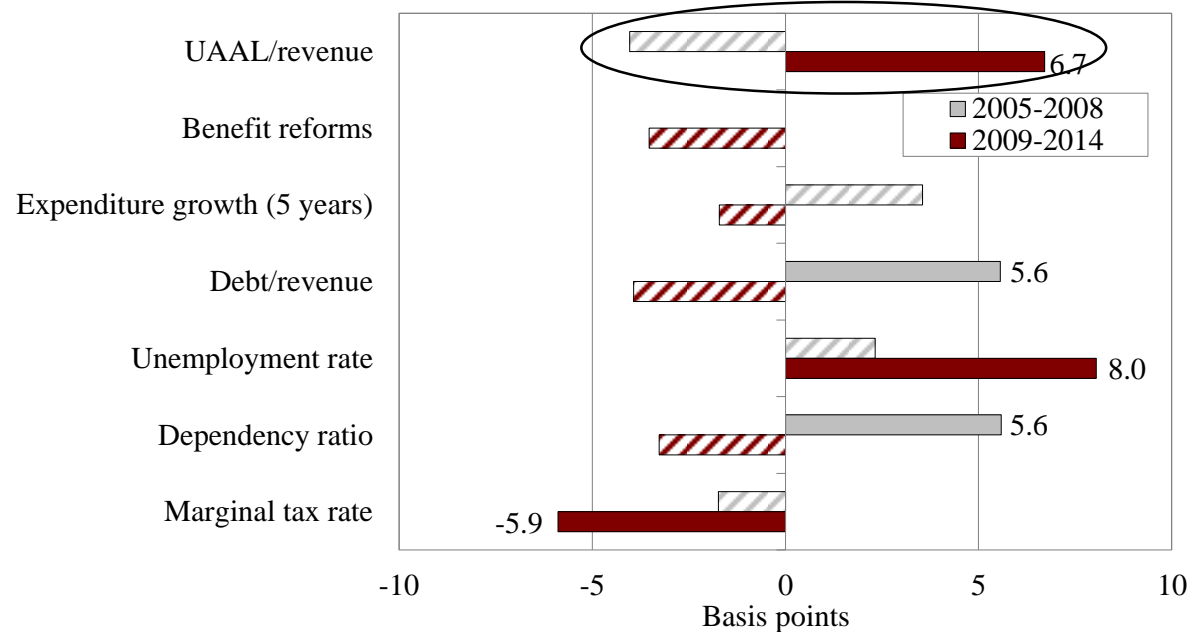 UAAL/revenue
6.7
2005-2008
2009-2014
Benefit reforms
Expenditure growth (5 years)
Debt/revenue
5.6
Unemployment rate
8.0
Dependency ratio
5.6
Marginal tax rate
-5.9
-10 -5 0 5 10
Basis points